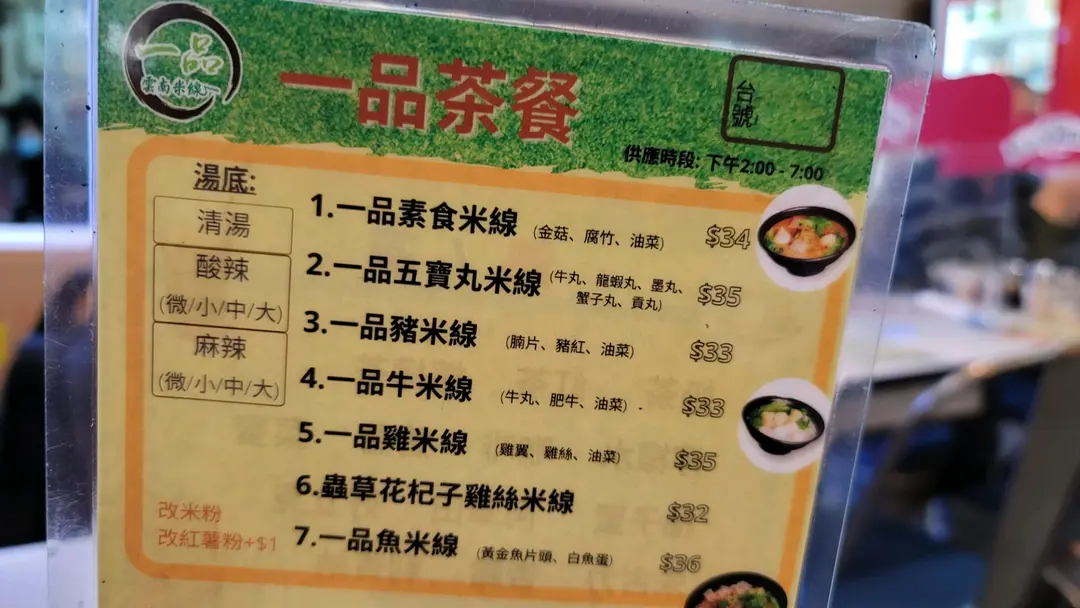 一品
雲南米線
一品茶餐
台號
供應時段: 下午2:00 - 7:00
湯底:
清湯
酸辣
(微/小/中/大)
麻辣
(微/小/中/大)
改米粉
改紅薯粉+$1
1.一品素食米線 (金菇、腐竹、油菜) $34
2.一品五寶丸米線 (牛丸、龍蝦丸、墨丸、
蟹子丸、貢丸) $35
3.一品豬米線 (腩片、豬紅、油菜) $33
4.一品牛米線 (牛丸、肥牛、油菜) $33
5.一品雞米線 (雞翼、雞絲、油菜) $35
6.蟲草花杞子雞絲米線 $32
7.一品魚米線 (黃金魚片頭、白魚蛋) $36